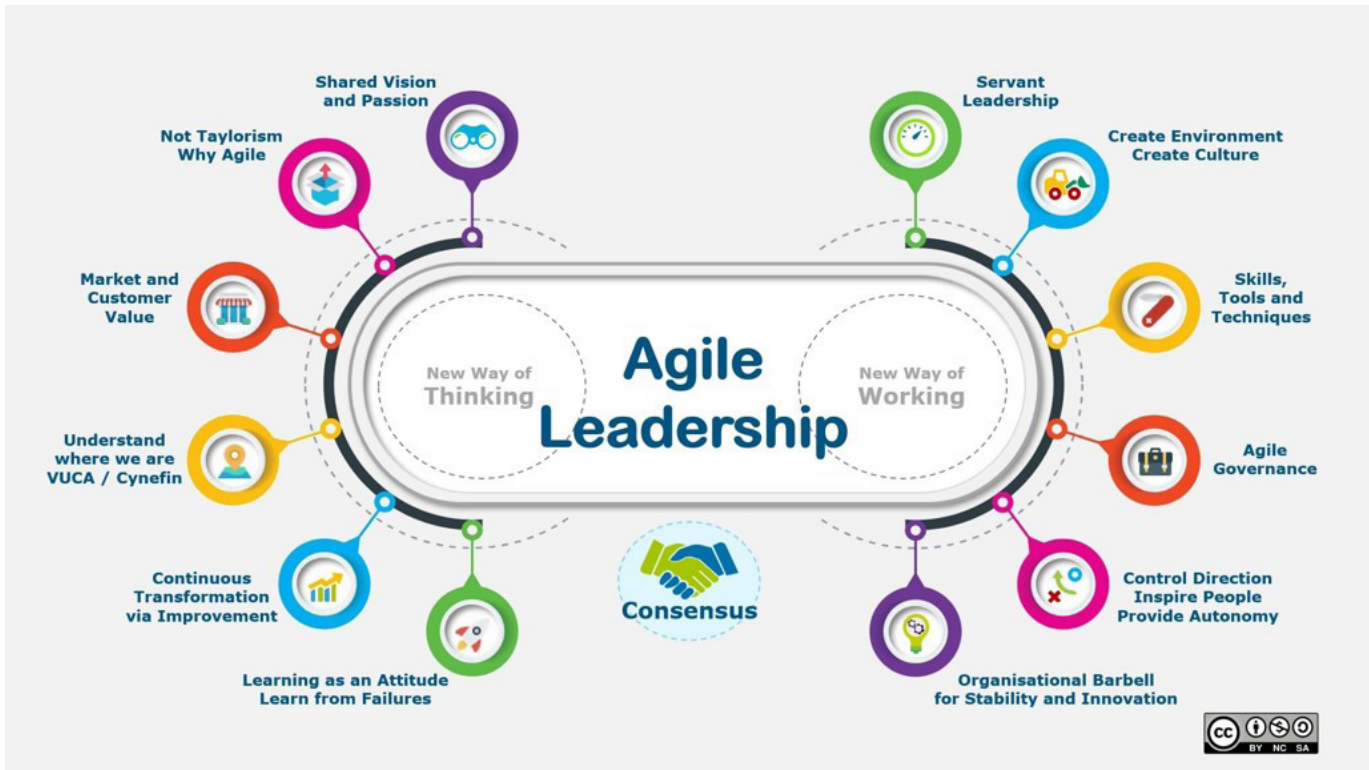 Shared Vision
and Passion
Not Taylorism
Why Agile
Market and
Customer
Value
Understand
where we are
VUCA / Cynefin
Continuous
Transformation
via Improvement
Learning as an Attitude
Learn from Failures
New Way of
Thinking
Agile
Leadership
New Way of
Working
Consensus
Servant
Leadership
Create Environment
Create Culture
Skills,
Tools and
Techniques
Agile
Governance
Control Direction
Inspire People
Provide Autonomy
Organisational Barbell
for Stability and Innovation
cc
BY NC SA